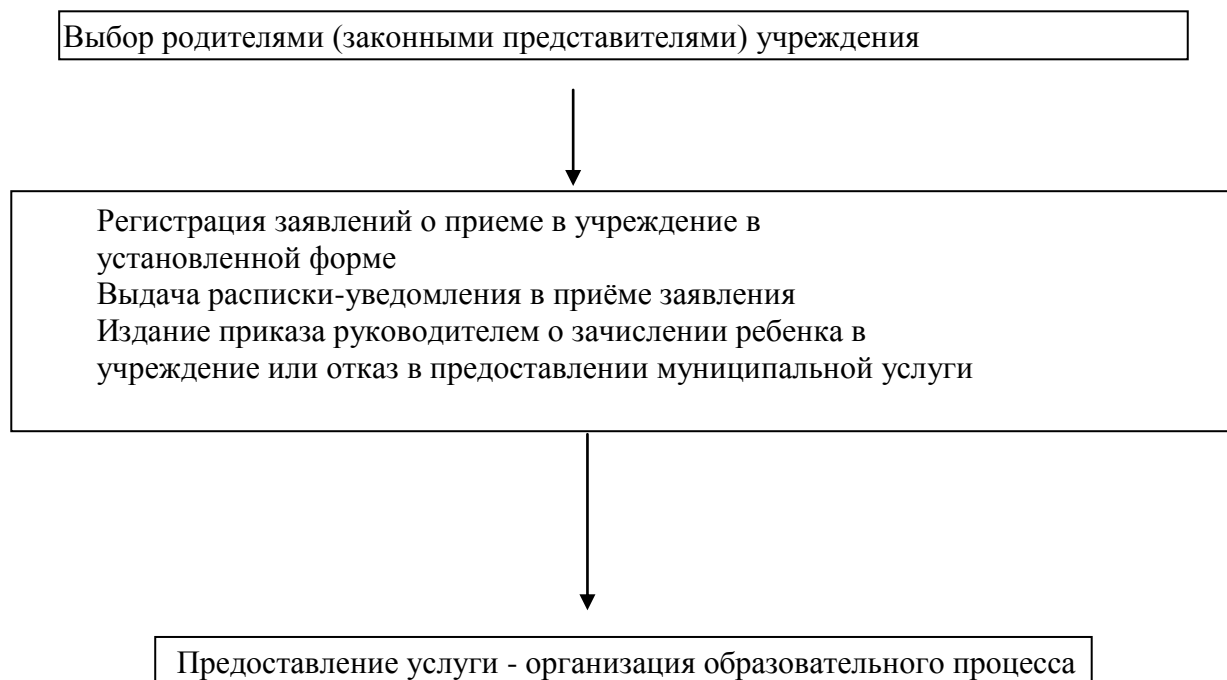 Выбор родителями (законными представителями) учреждения
Регистрация заявлений о приеме в учреждение в
установленной форме
Выдача расписки-уведомления в приёме заявления
Издание приказа руководителем о зачислении ребенка в
учреждение или отказ в предоставлении муниципальной услуги
Предоставление услуги - организация образовательного процесса